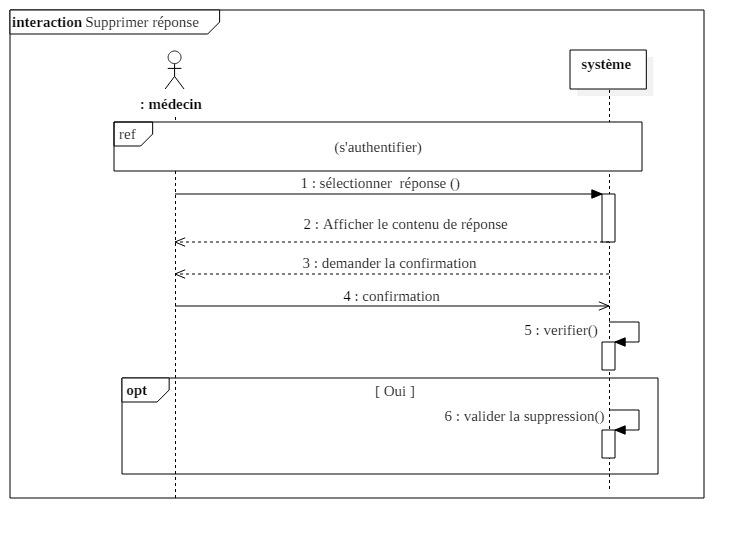 interaction Supprimer réponse
système
: médecin
ref
(s'authentifier)
1 : sélectionner  réponse ()
2 : Afficher le contenu de réponse
3 : demander la confirmation
4 : confirmation
5 : verifier()
opt
[ Oui ]
6 : valider la suppression()